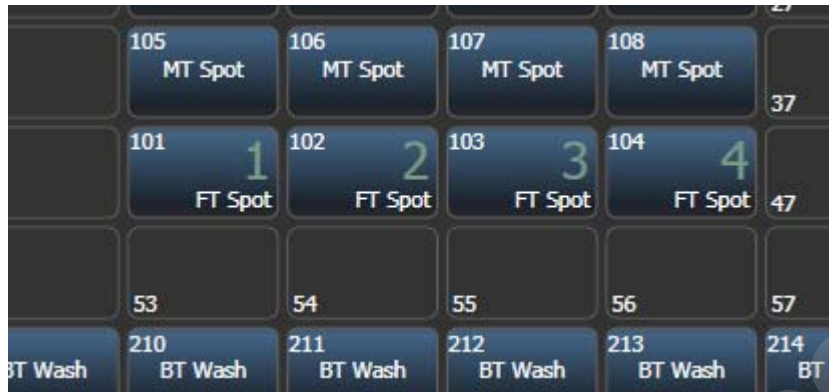 27
105 106 107 108
MT Spot MT Spot MT Spot MT Spot
37
101 1 102 2 103 3 104 4
FT Spot FT Spot FT Spot FT Spot 47
53 54 55 56 57
210 211 212 213 214
BT Wash BT Wash BT Wash BT Wash BT Wash BT